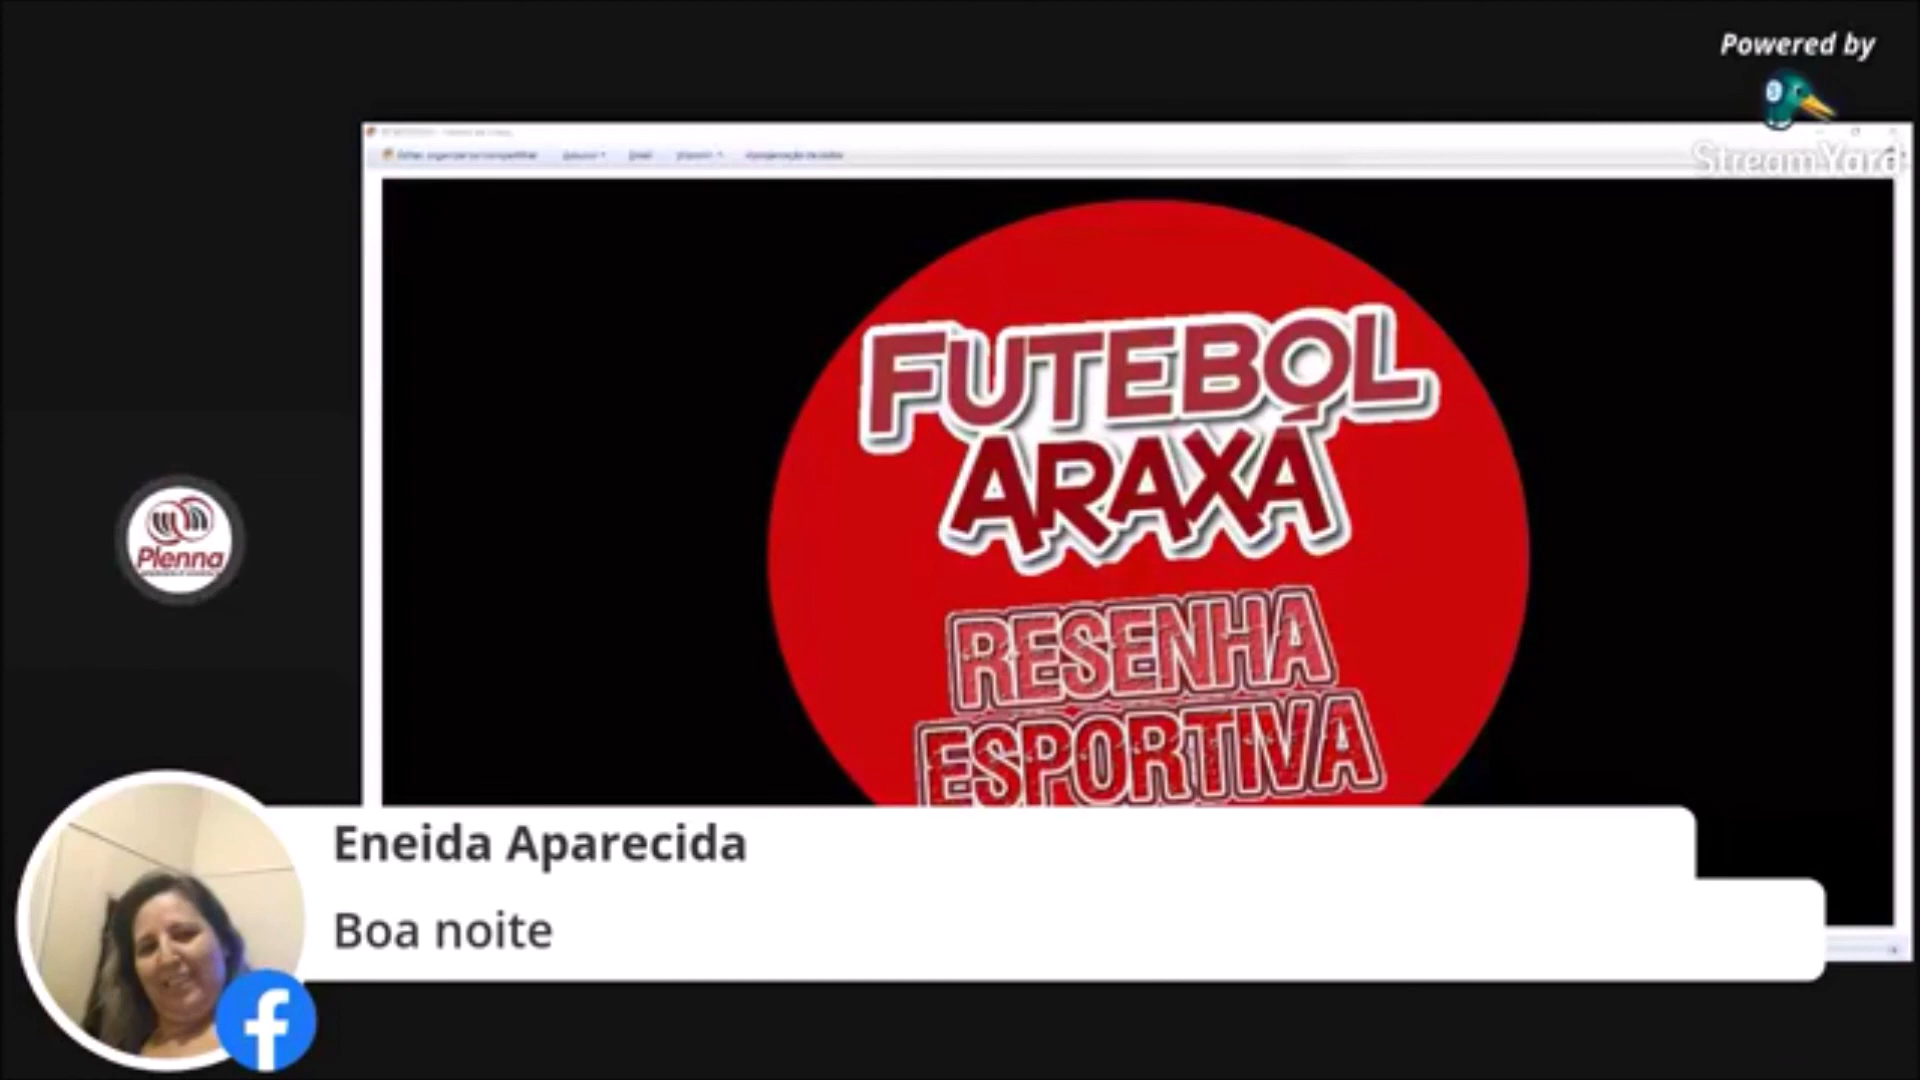 Powered by
StreamYard
FUTEBOL
ARAXÁ
RESENHA
ESPORTIVA
Plenna
Eneida Aparecida
Boa noite